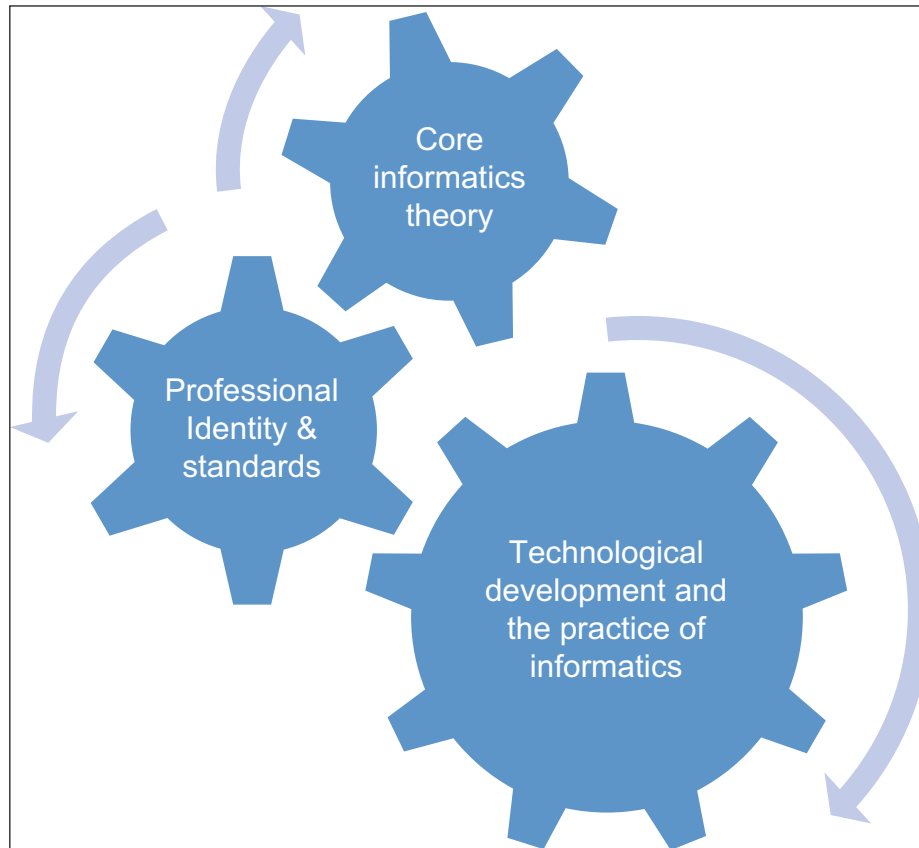 Core
informatics
theory
Professional
Identity &
standards
Technological
development and
the practice of
informatics